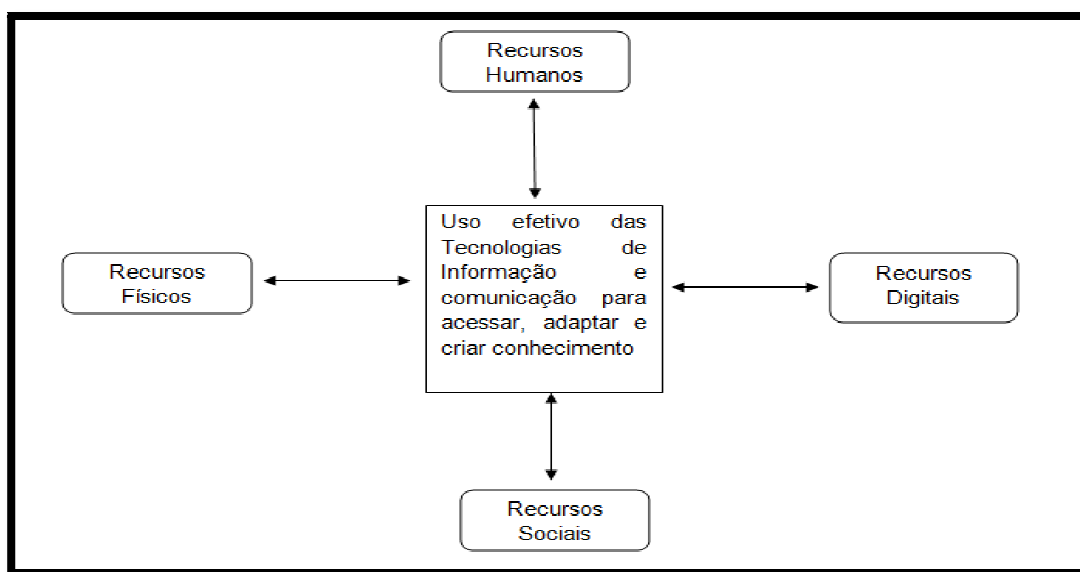 Recursos
Humanos
Uso efetivo das
Tecnologias de
Informação e
comunicação para
acessar, adaptar e
criar conhecimento
Recursos
Físicos
Recursos
Digitais
Recursos
Sociais